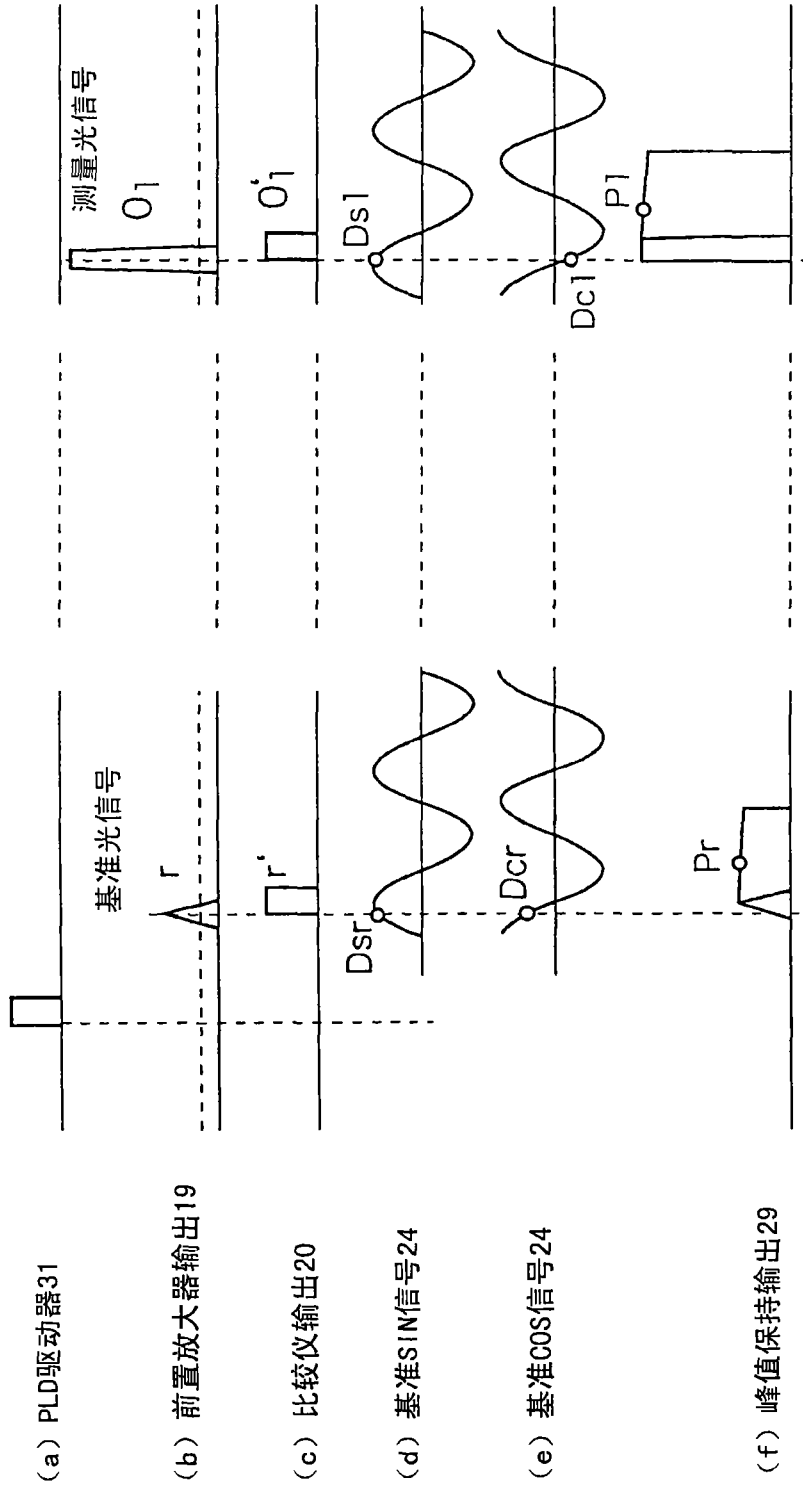 (a) PLD驱动器31
(b) 前置放大器输出19
基准光信号
r
测量光信号
O1
(c) 比较仪输出20
r'
O'1
(d) 基准SIN信号24
Dsr
Ds1
(e) 基准COS信号24
Dcr
Dc1
(f) 峰值保持输出29
Pr
P1